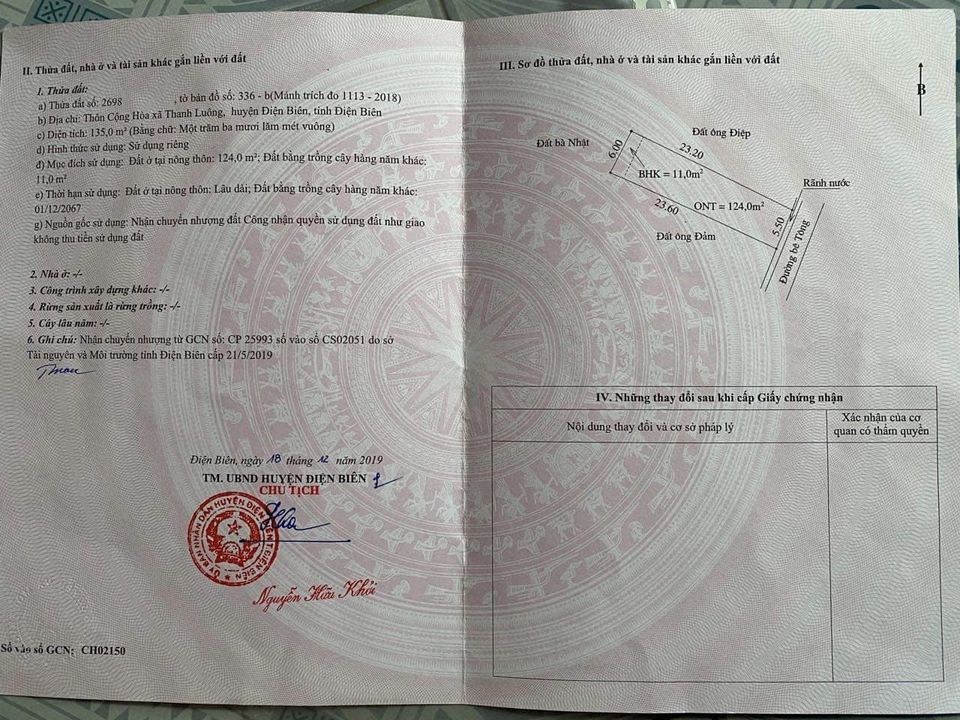 II. Thửa đất, nhà ở và tài sản khác gắn liền với đất
1. Thửa đất:
a) Thửa đất số: 2698 , tờ bản đồ số: 336 - b(Mảnh trích đo 1113 - 2018)
b) Địa chỉ: Thôn Cộng Hòa xã Thanh Luông, huyện Điện Biên, tỉnh Điện Biên
c) Diện tích: 135,0 m² (Bằng chữ: Một trăm ba mươi lăm mét vuông)
d) Hình thức sử dụng: Sử dụng riêng
đ) Mục đích sử dụng: Đất ở tại nông thôn: 124,0 m²; Đất bằng trồng cây hàng năm khác:
11,0 m²
e) Thời hạn sử dụng: Đất ở tại nông thôn: Lâu dài; Đất bằng trồng cây hàng năm khác:
01/12/2067
g) Nguồn gốc sử dụng: Nhận chuyển nhượng đất Công nhận quyền sử dụng đất như giao
không thu tiền sử dụng đất
2. Nhà ở: -/-
3. Công trình xây dựng khác: -/-
4. Rừng sản xuất là rừng trồng: -/-
5. Cây lâu năm: -/-
6. Ghi chú: Nhận chuyển nhượng từ GCN số: CP 25993 số vào sổ CS02051 do sở
Tài nguyên và Môi trường tỉnh Điện Biên cấp 21/5/2019
Điện Biên, ngày 18 tháng 12 năm 2019
TM. UBND HUYỆN ĐIỆN BIÊN
CHỦ TỊCH
ỦY BAN NHÂN DÂN HUYỆN ĐIỆN BIÊN T.ĐIỆN BIÊN
Nguyễn Hữu Khởi
Số vào sổ GCN: CH02150
III. Sơ đồ thửa đất, nhà ở và tài sản khác gắn liền với đất
B
Đất ông Điệp
Đất bà Nhật
6.00
23.20
BHK = 11,0m²
Rãnh nước
23.60
ONT = 124,0m²
5.50
Đất ông Đảm
Đường bê Tông
IV. Những thay đổi sau khi cấp Giấy chứng nhận
Nội dung thay đổi và cơ sở pháp lý
Xác nhận của cơ
quan có thẩm quyền